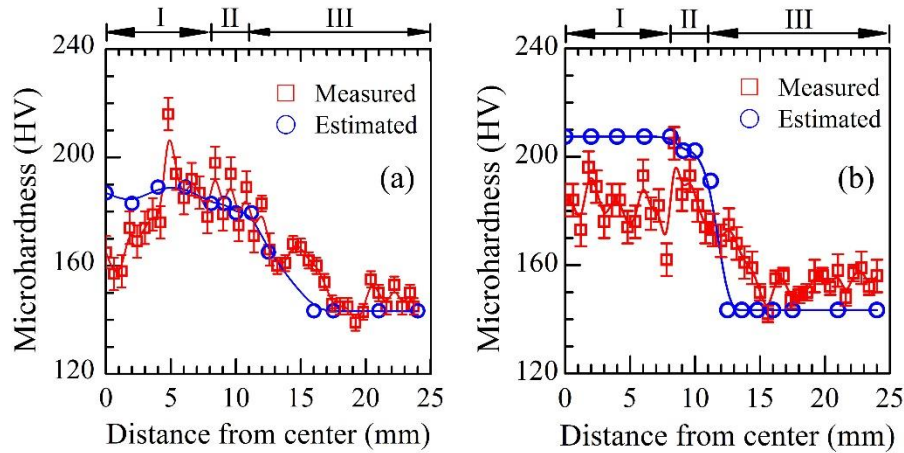 I II III
240
200
160
120
Microhardness (HV)
Measured
Estimated
(a)
0 5 10 15 20 25
Distance from center (mm)
I II III
240
200
160
120
Microhardness (HV)
Measured
Estimated
(b)
0 5 10 15 20 25
Distance from center (mm)